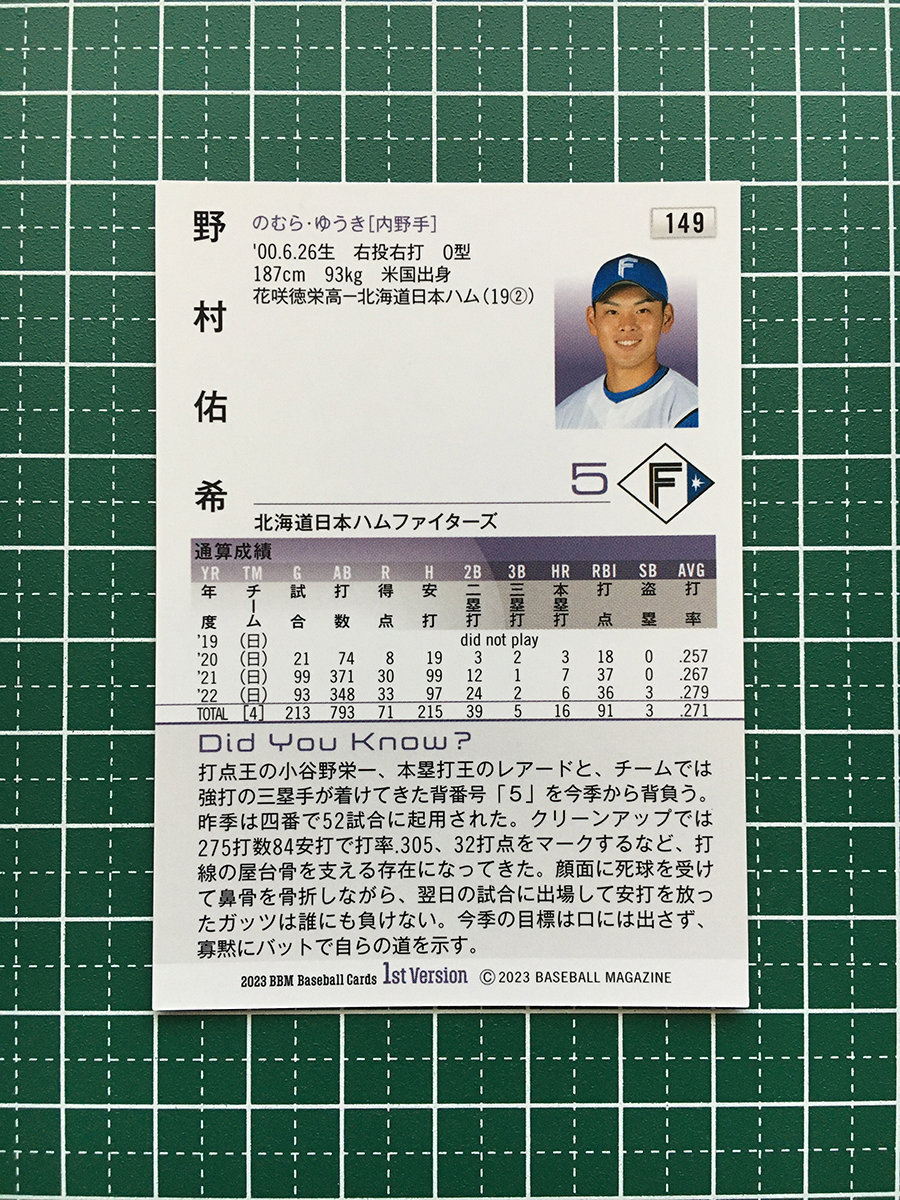 野村佑希
のむら・ゆうき[内野手]
149
'00.6.26生 右投右打 O型
187cm 93kg 米国出身
花咲徳栄高ー北海道日本ハム(19②)
F
5 F
北海道日本ハムファイターズ
通算成績
YR TM G AB R H 2B 3B HR RBI SB AVG
年度 チーム 試合 打数 得点 安打 二塁打 三塁打 本塁打 打点 盗塁 打率
'19 (日) did not play
'20 (日) 21 74 8 19 3 2 3 18 0 .257
'21 (日) 99 371 30 99 12 1 7 37 0 .267
'22 (日) 93 348 33 97 24 2 6 36 3 .279
TOTAL [4] 213 793 71 215 39 5 16 91 3 .271
Did You Know?
打点王の小谷野栄一、本塁打王のレアードと、チームでは
強打の三塁手が着けてきた背番号「5」を今季から背負う。
昨季は四番で52試合に起用された。クリーンアップでは
275打数84安打で打率.305、32打点をマークするなど、打
線の屋台骨を支える存在になってきた。顔面に死球を受け
て鼻骨を骨折しながら、翌日の試合に出場して安打を放っ
たガッツは誰にも負けない。今季の目標は口には出さず、
寡黙にバットで自らの道を示す。
2023 BBM Baseball Cards 1st Version ©2023 BASEBALL MAGAZINE